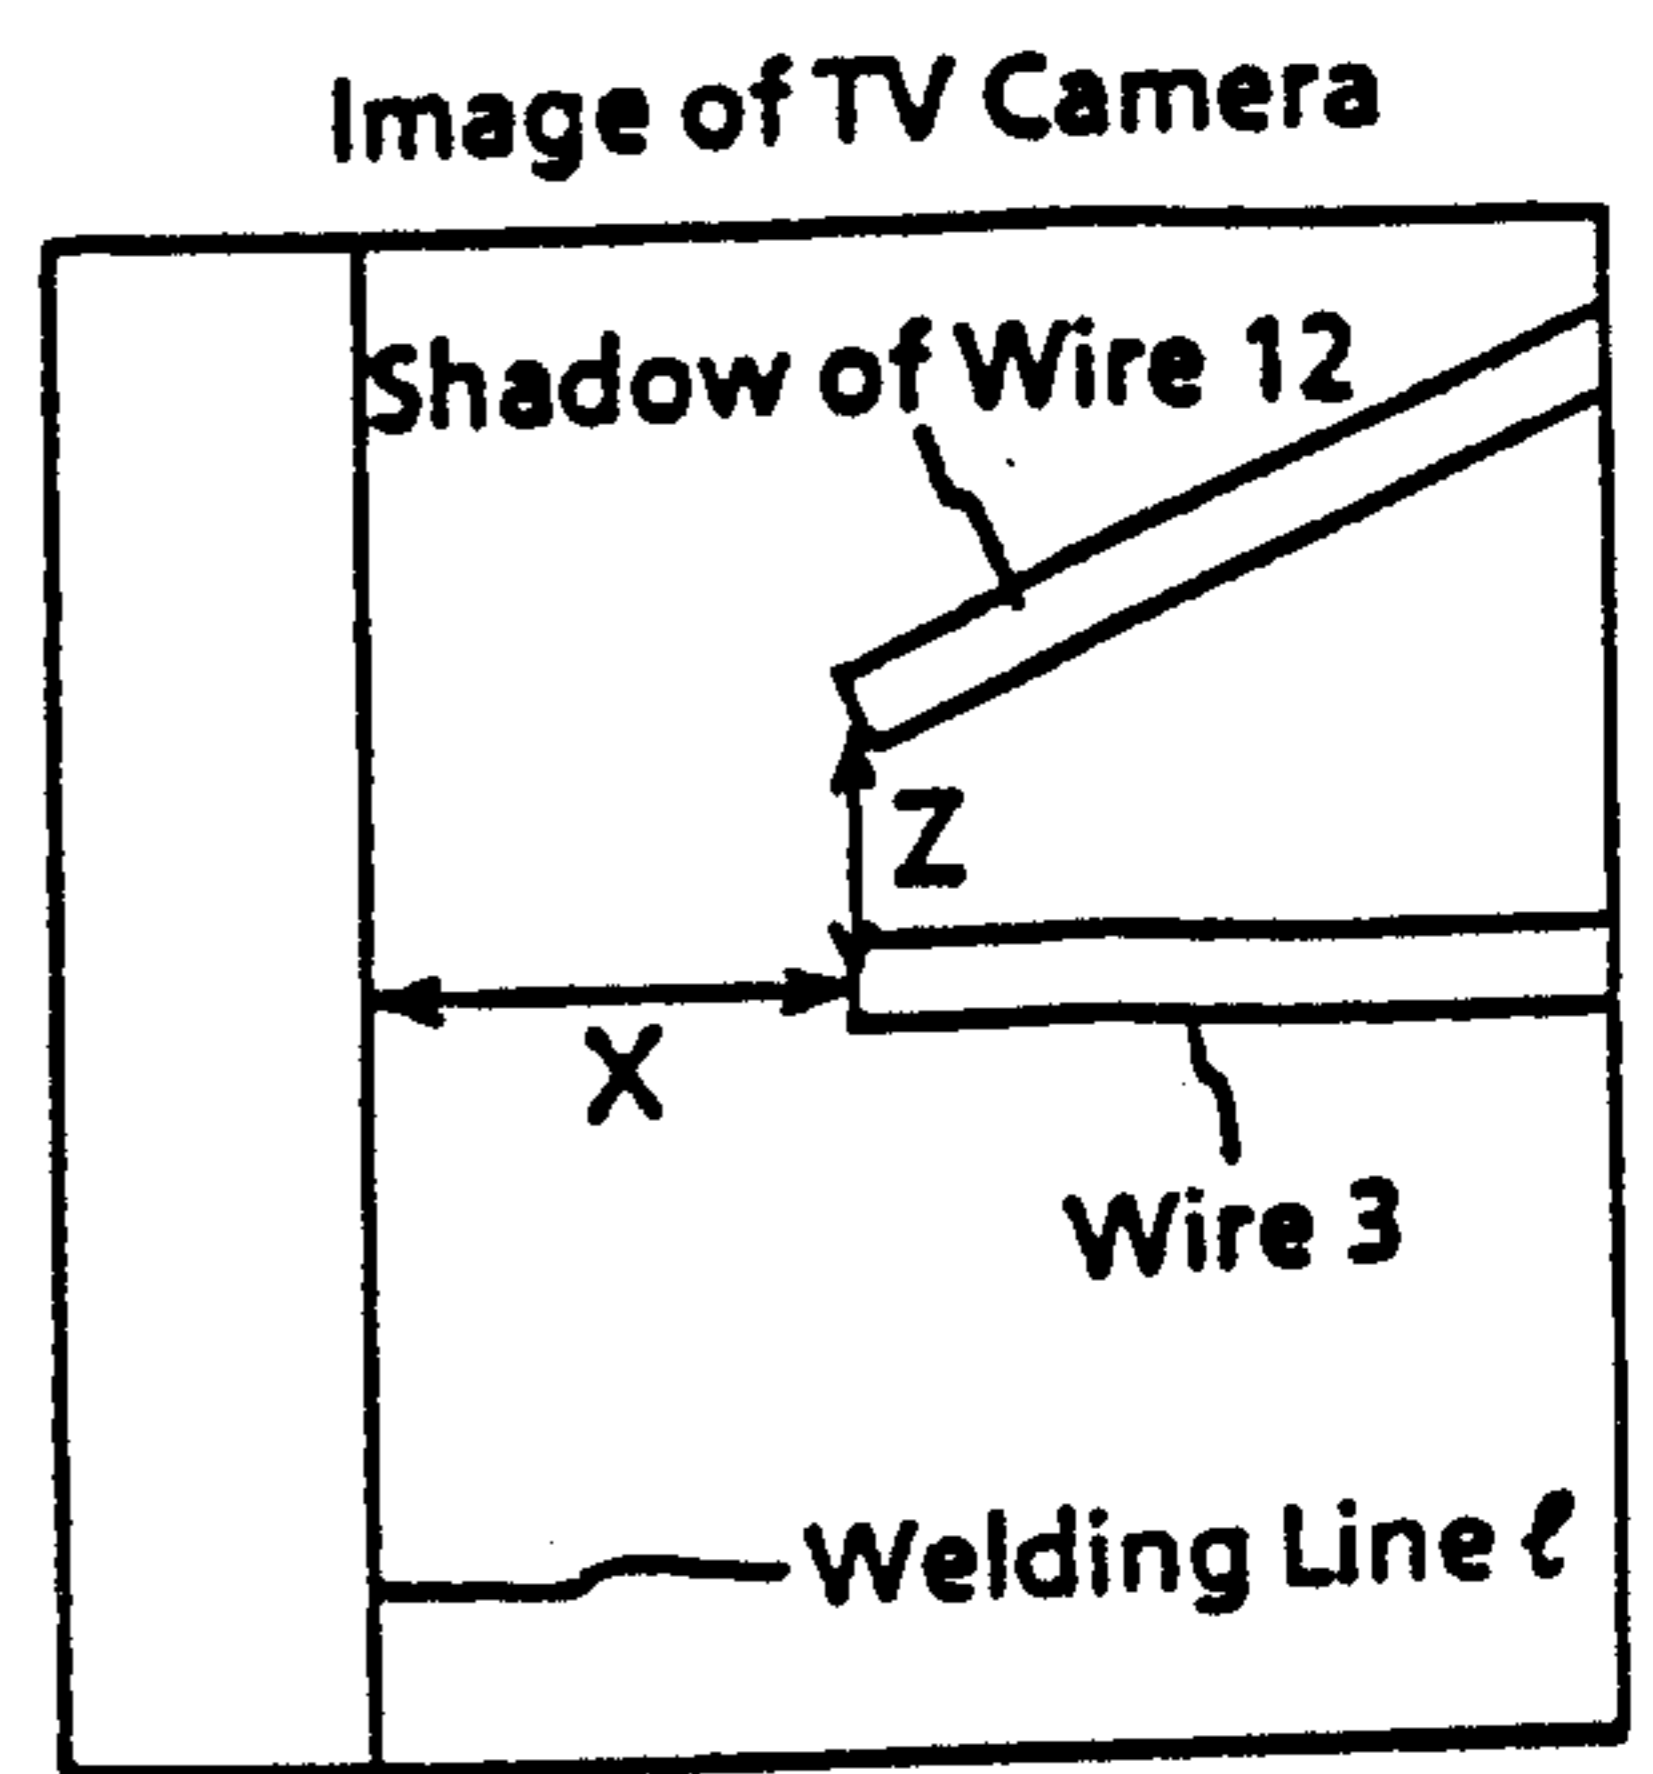 Image of TV Camera
Shadow of Wire 12
Z
X
Wire 3
Welding Line ℓ